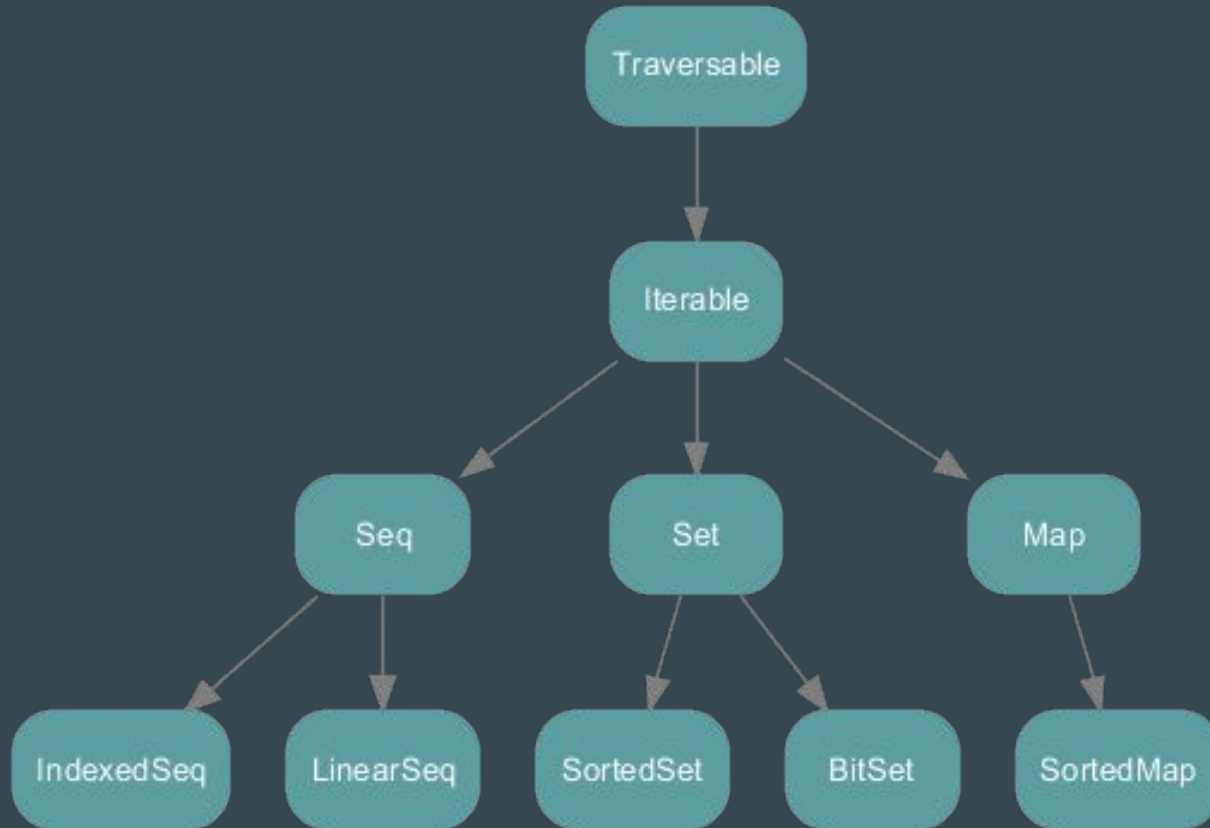 Traversable
Iterable
Seq
Set
Map
IndexedSeq
LinearSeq
SortedSet
BitSet
SortedMap